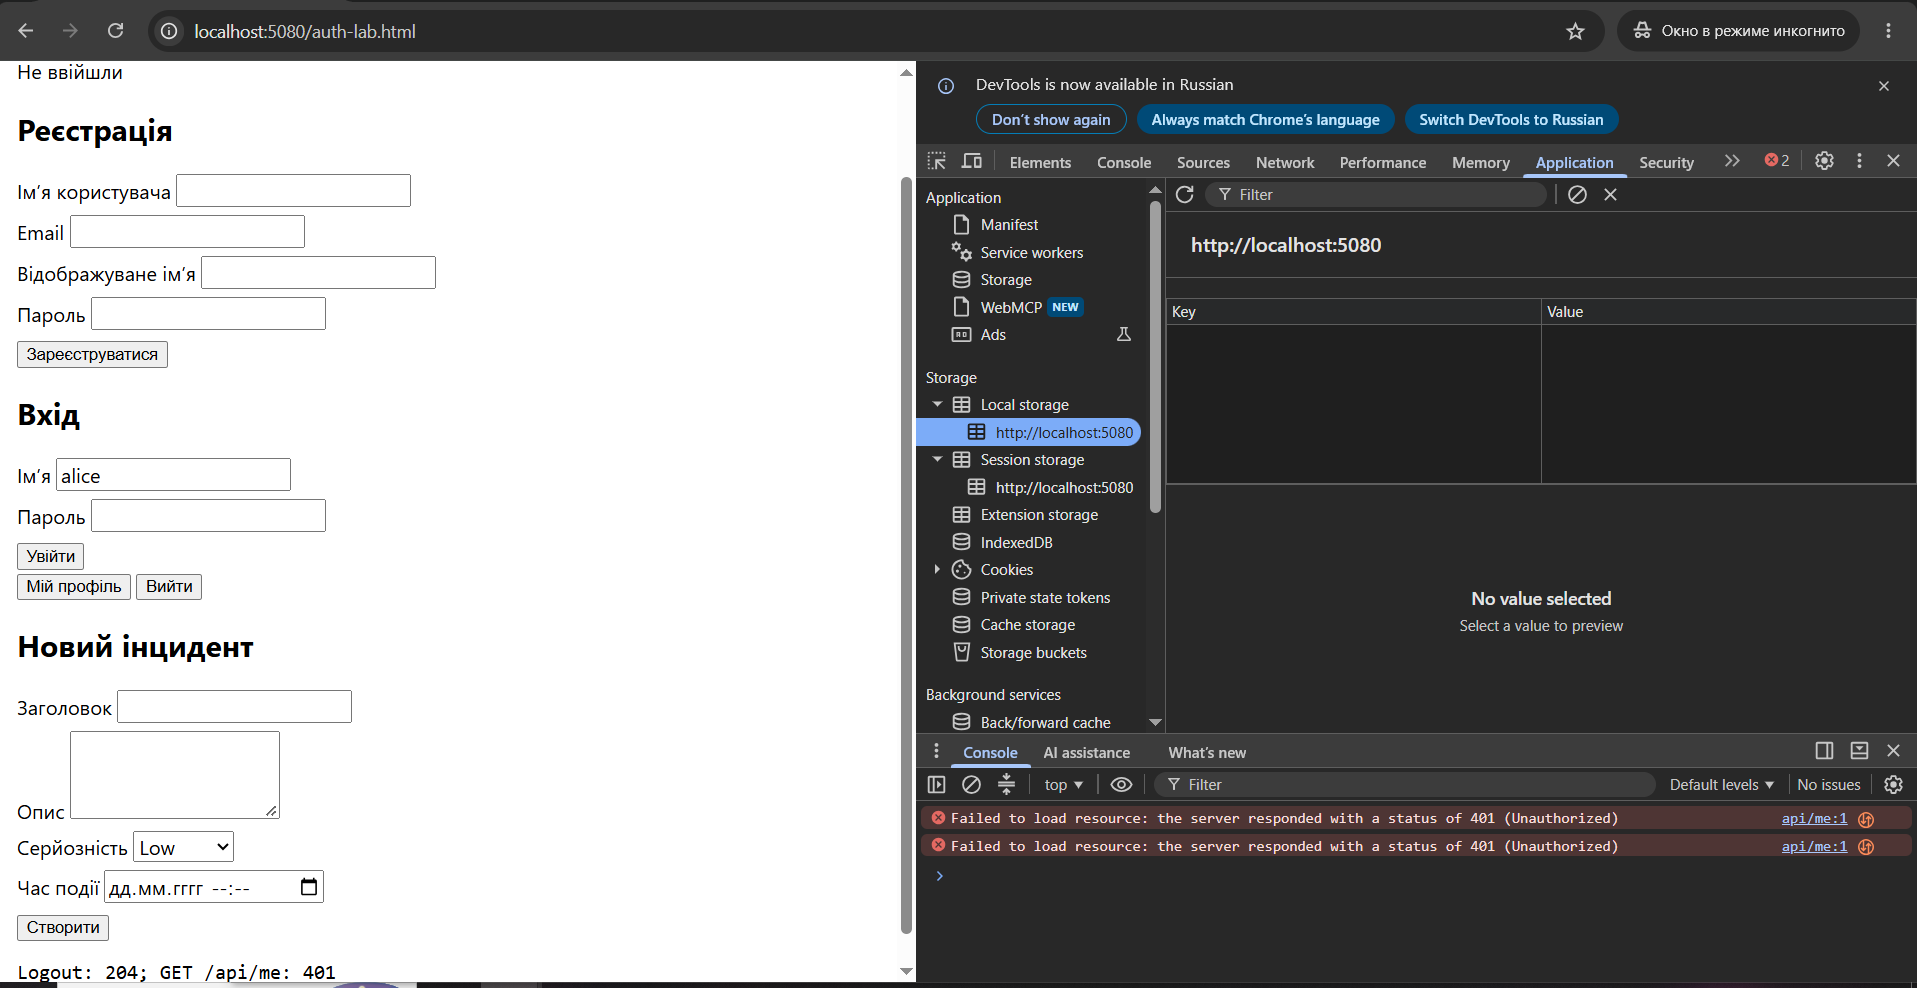 localhost:5080/auth-lab.html
Окно в режиме инкогнито
Не ввійшли
Реєстрація
Ім'я користувача
Email
Відображуване ім'я
Пароль
Зареєструватися
Вхід
Ім'я alice
Пароль
Увійти
Мій профіль Вийти
Новий інцидент
Заголовок
Опис
Серйозність Low
Час події дд.мм.гггг --:--
Створити
Logout: 204; GET /api/me: 401
DevTools is now available in Russian
Don't show again Always match Chrome's language Switch DevTools to Russian
Elements Console Sources Network Performance Memory Application Security 2
Application
Manifest
Service workers
Storage
WebMCP NEW
Ads
Storage
Local storage
http://localhost:5080
Session storage
http://localhost:5080
Extension storage
IndexedDB
Cookies
Private state tokens
Cache storage
Storage buckets
Background services
Back/forward cache
Filter
http://localhost:5080
Key Value
No value selected
Select a value to preview
Console AI assistance What's new
top Filter Default levels No issues
Failed to load resource: the server responded with a status of 401 (Unauthorized) api/me:1
Failed to load resource: the server responded with a status of 401 (Unauthorized) api/me:1